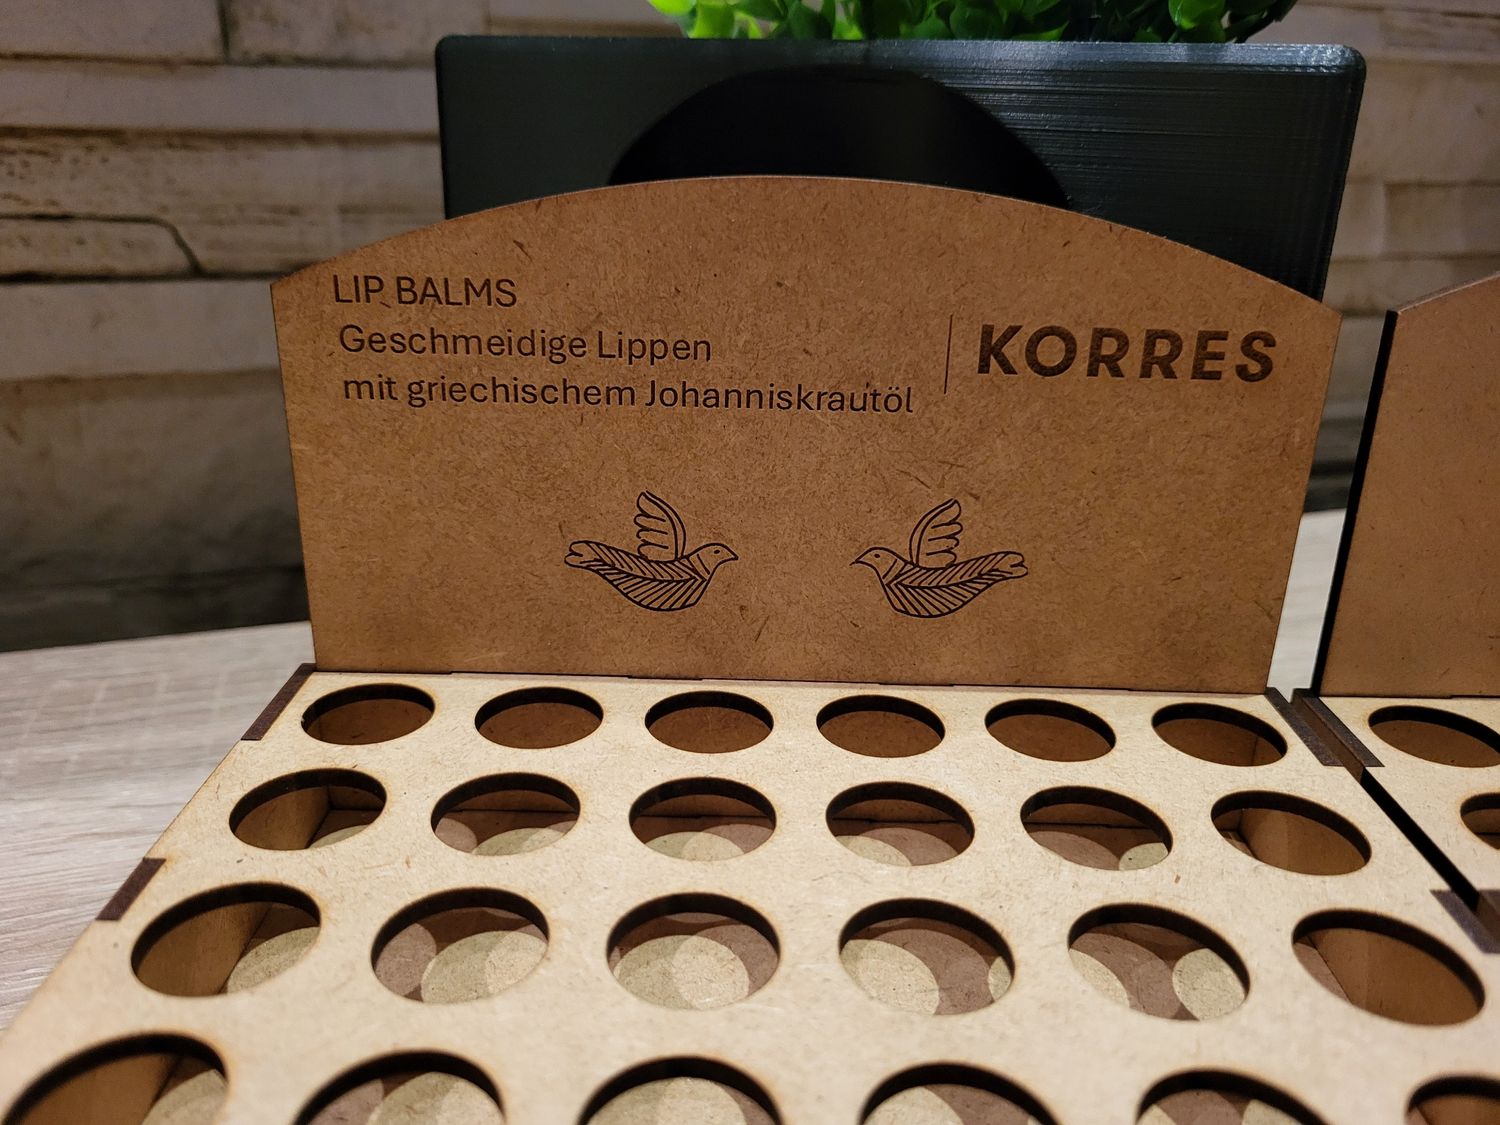 LIP BALMS
Geschmeidige Lippen
mit griechischem Johanniskrautöl
KORRES